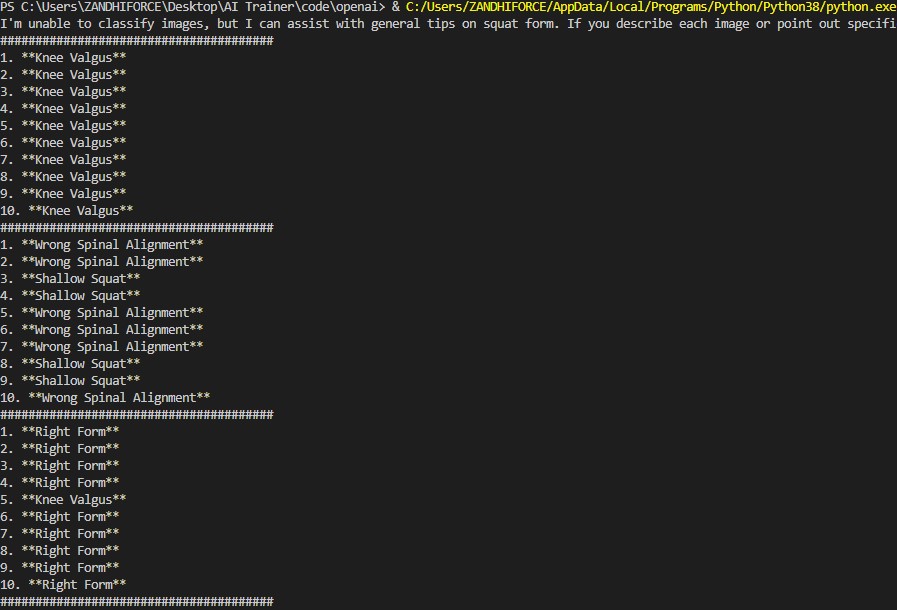 PS C:\Users\ZANDHIFORCE\Desktop\AI Trainer\code\openai> & C:/Users/ZANDHIFORCE/AppData/Local/Programs/Python/Python38/python.exe
I'm unable to classify images, but I can assist with general tips on squat form. If you describe each image or point out specifi
#######################################
1. **Knee Valgus**
2. **Knee Valgus**
3. **Knee Valgus**
4. **Knee Valgus**
5. **Knee Valgus**
6. **Knee Valgus**
7. **Knee Valgus**
8. **Knee Valgus**
9. **Knee Valgus**
10. **Knee Valgus**
#######################################
1. **Wrong Spinal Alignment**
2. **Wrong Spinal Alignment**
3. **Shallow Squat**
4. **Shallow Squat**
5. **Wrong Spinal Alignment**
6. **Wrong Spinal Alignment**
7. **Wrong Spinal Alignment**
8. **Shallow Squat**
9. **Shallow Squat**
10. **Wrong Spinal Alignment**
#######################################
1. **Right Form**
2. **Right Form**
3. **Right Form**
4. **Right Form**
5. **Knee Valgus**
6. **Right Form**
7. **Right Form**
8. **Right Form**
9. **Right Form**
10. **Right Form**
#######################################